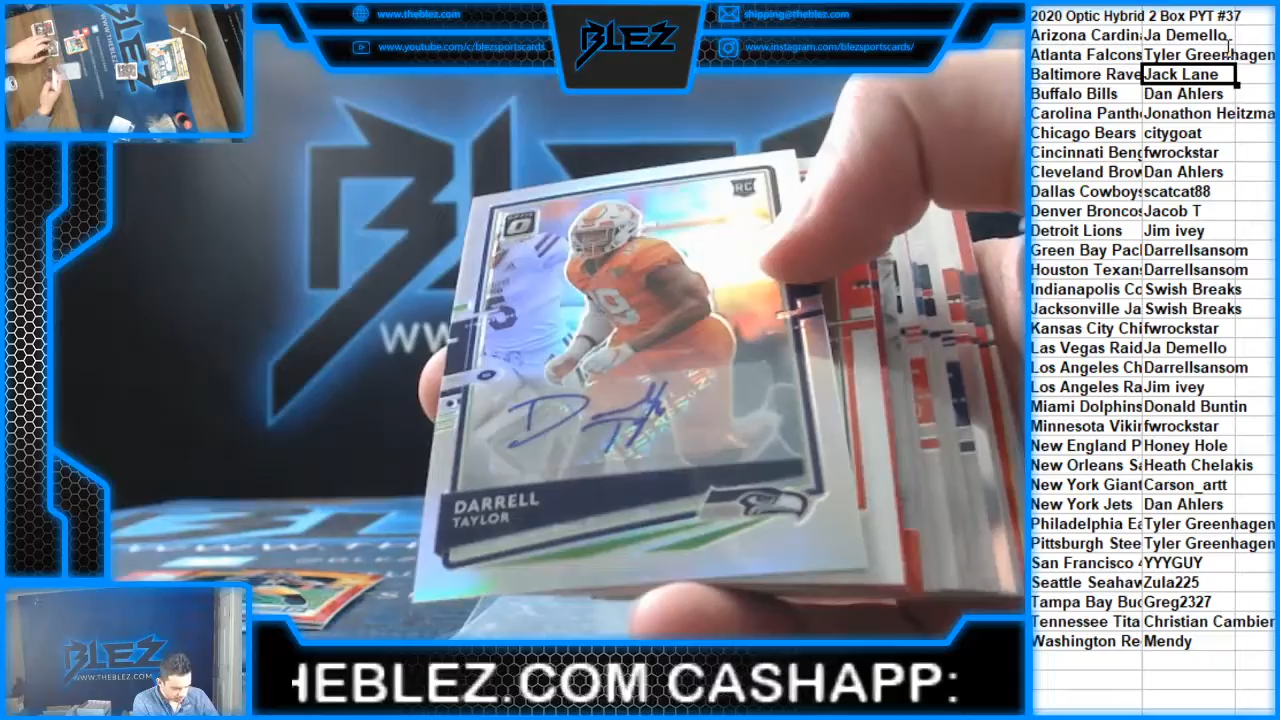 www.theblez.com
shipping@theblez.com
www.youtube.com/c/blezsportscards/
www.instagram.com/blezsportscards/
BLEZ
2020 Optic Hybrid 2 Box PYT #37
Arizona Cardin Ja Demello
Atlanta Falcons Tyler Greenhagen
Baltimore Rave Jack Lane
Buffalo Bills Dan Ahlers
Carolina Panth Jonathon Heitzma
Chicago Bears citygoat
Cincinnati Beng fwrockstar
Cleveland Brow Dan Ahlers
Dallas Cowboys scatcat88
Denver Broncos Jacob T
Detroit Lions Jim ivey
Green Bay Pac Darrellsansom
Houston Texans Darrellsansom
Indianapolis Co Swish Breaks
Jacksonville Ja Swish Breaks
Kansas City Chi fwrockstar
Las Vegas Raid Ja Demello
Los Angeles Ch Darrellsansom
Los Angeles Ra Jim ivey
Miami Dolphins Donald Buntin
Minnesota Viki fwrockstar
New England P Honey Hole
New Orleans Sa Heath Chelakis
New York Giant Carson_artt
New York Jets Dan Ahlers
Philadelphia Ea Tyler Greenhagen
Pittsburgh Stee Tyler Greenhagen
San Francisco 4 YYYGUY
Seattle Seahaw Zula225
Tampa Bay Buc Greg2327
Tennessee Tita Christian Cambier
Washington Re Mendy
RC
OPTIC
DARRELL
TAYLOR
BLEZ
WWW.THEBLEZ.COM
HEBLEZ.COM CASHAPP: